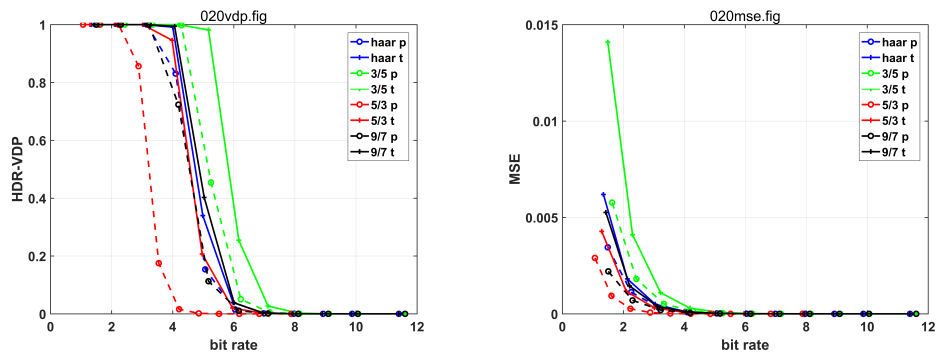 020vdp.fig
HDR-VDP
1
0.8
0.6
0.4
0.2
0
0 2 4 6 8 10 12
bit rate
haar p
haar t
3/5 p
3/5 t
5/3 p
5/3 t
9/7 p
9/7 t
020mse.fig
MSE
0.015
0.01
0.005
0
0 2 4 6 8 10 12
bit rate
haar p
haar t
3/5 p
3/5 t
5/3 p
5/3 t
9/7 p
9/7 t